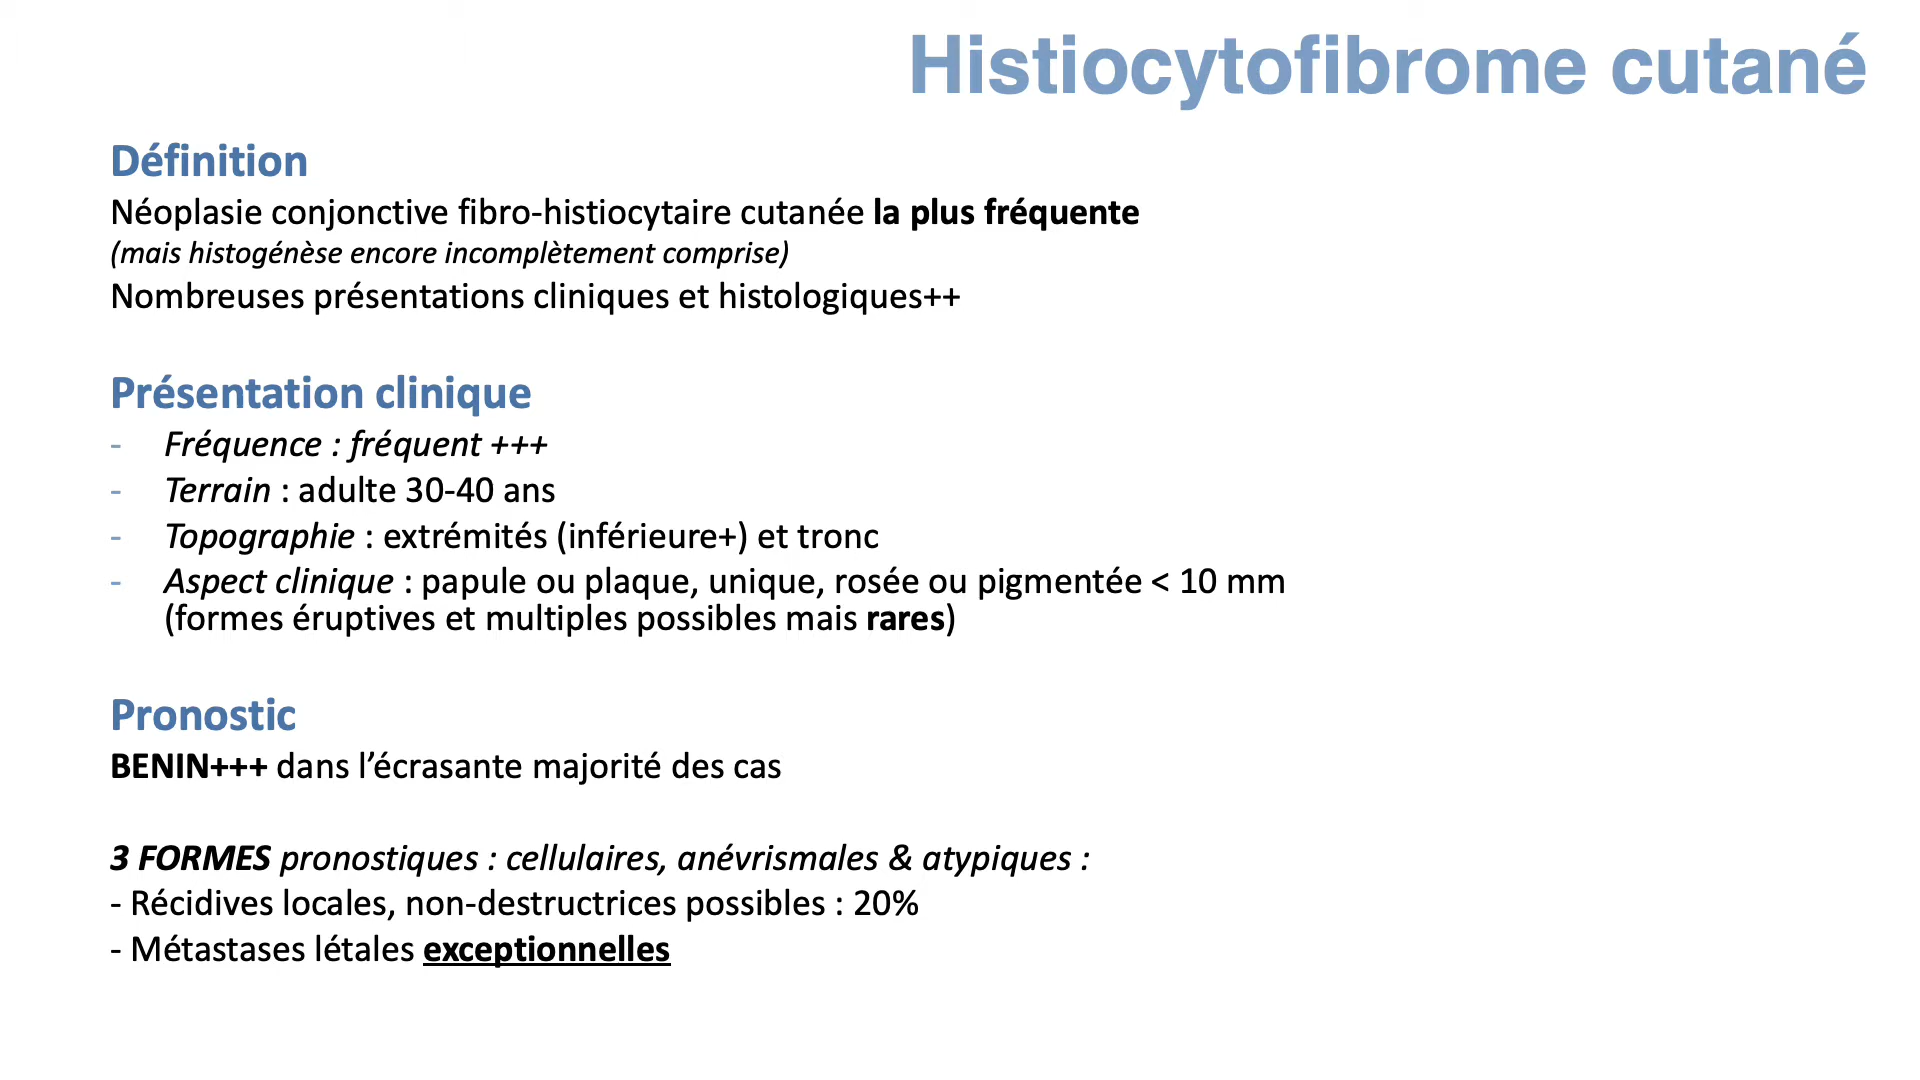 Histiocytofibrome cutané
Définition
Néoplasie conjonctive fibro-histiocytaire cutanée la plus fréquente
(mais histogénèse encore incomplètement comprise)
Nombreuses présentations cliniques et histologiques++
Présentation clinique
- Fréquence : fréquent +++
- Terrain : adulte 30-40 ans
- Topographie : extrémités (inférieure+) et tronc
- Aspect clinique : papule ou plaque, unique, rosée ou pigmentée < 10 mm
(formes éruptives et multiples possibles mais rares)
Pronostic
BENIN+++ dans l’écrasante majorité des cas
3 FORMES pronostiques : cellulaires, anévrismales & atypiques :
- Récidives locales, non-destructrices possibles : 20%
- Métastases létales exceptionnelles